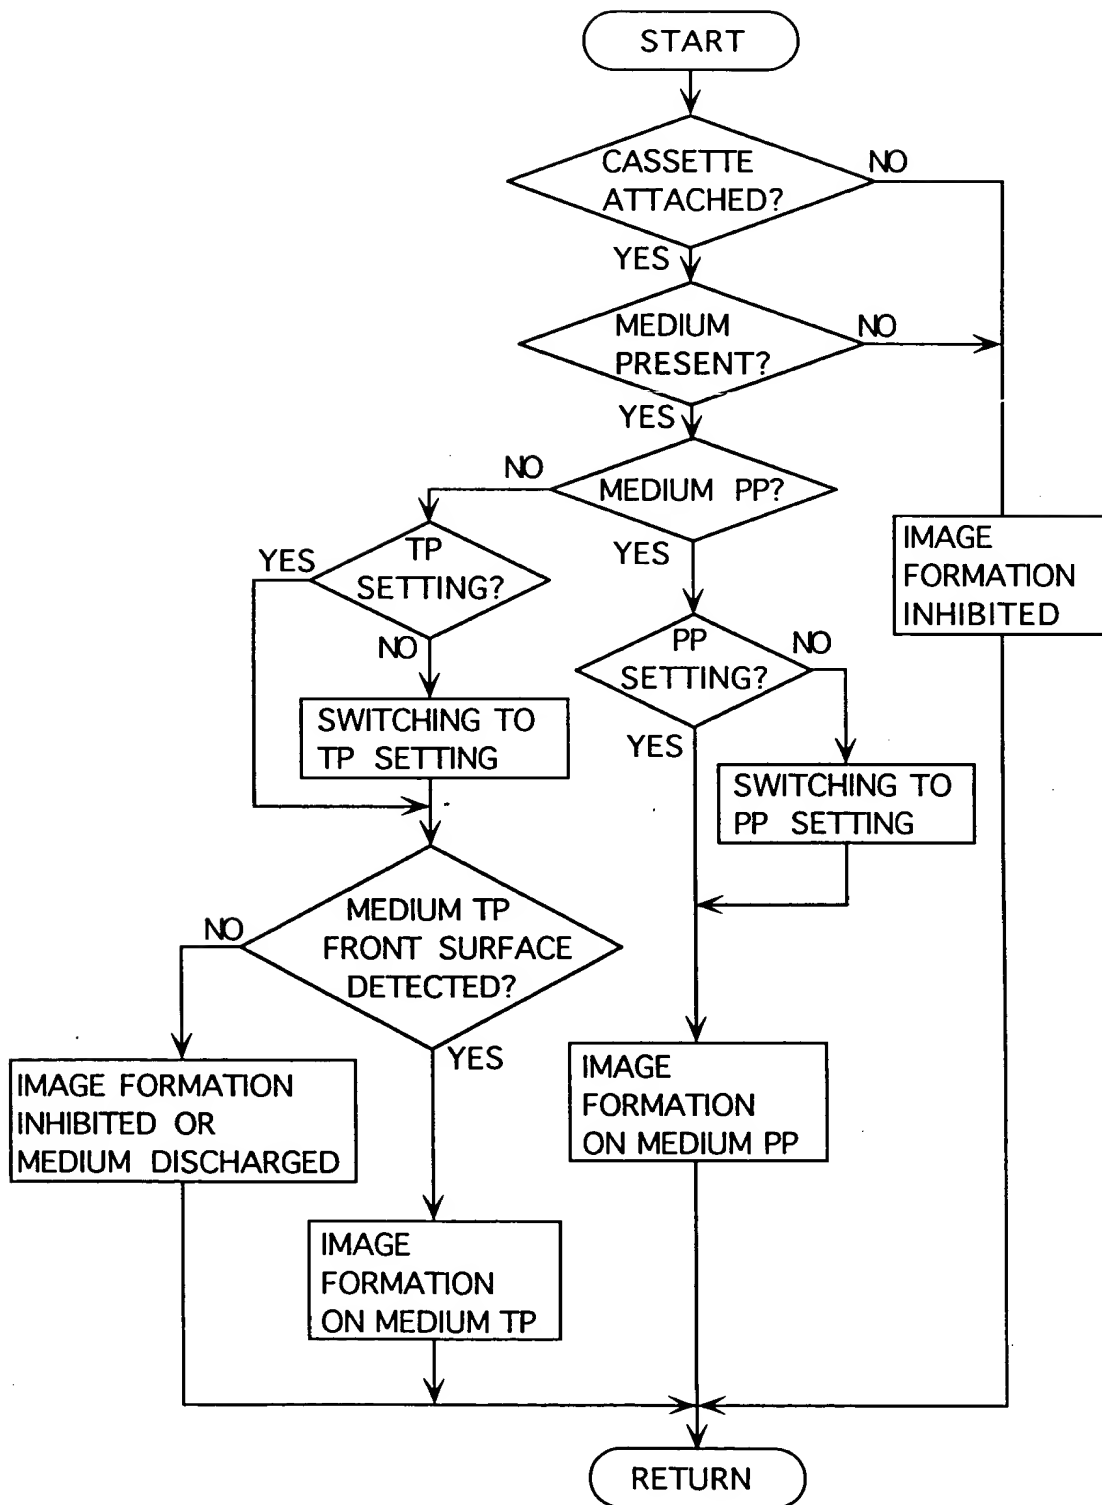 START
CASSETTE
ATTACHED?
NO
YES
MEDIUM
PRESENT?
NO
YES
MEDIUM PP?
NO
YES
TP
SETTING?
YES
NO
IMAGE
FORMATION
INHIBITED
PP
SETTING?
NO
YES
SWITCHING TO
TP SETTING
SWITCHING TO
PP SETTING
MEDIUM TP
FRONT SURFACE
DETECTED?
NO
YES
IMAGE FORMATION
INHIBITED OR
MEDIUM DISCHARGED
IMAGE
FORMATION
ON MEDIUM PP
IMAGE
FORMATION
ON MEDIUM TP
RETURN